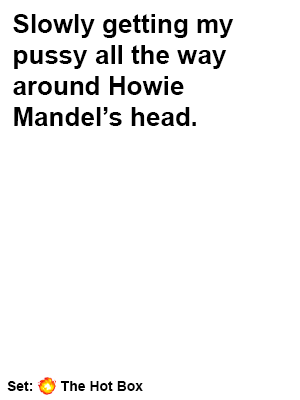 Slowly getting my
pussy all the way
around Howie
Mandel’s head.
Set: The Hot Box